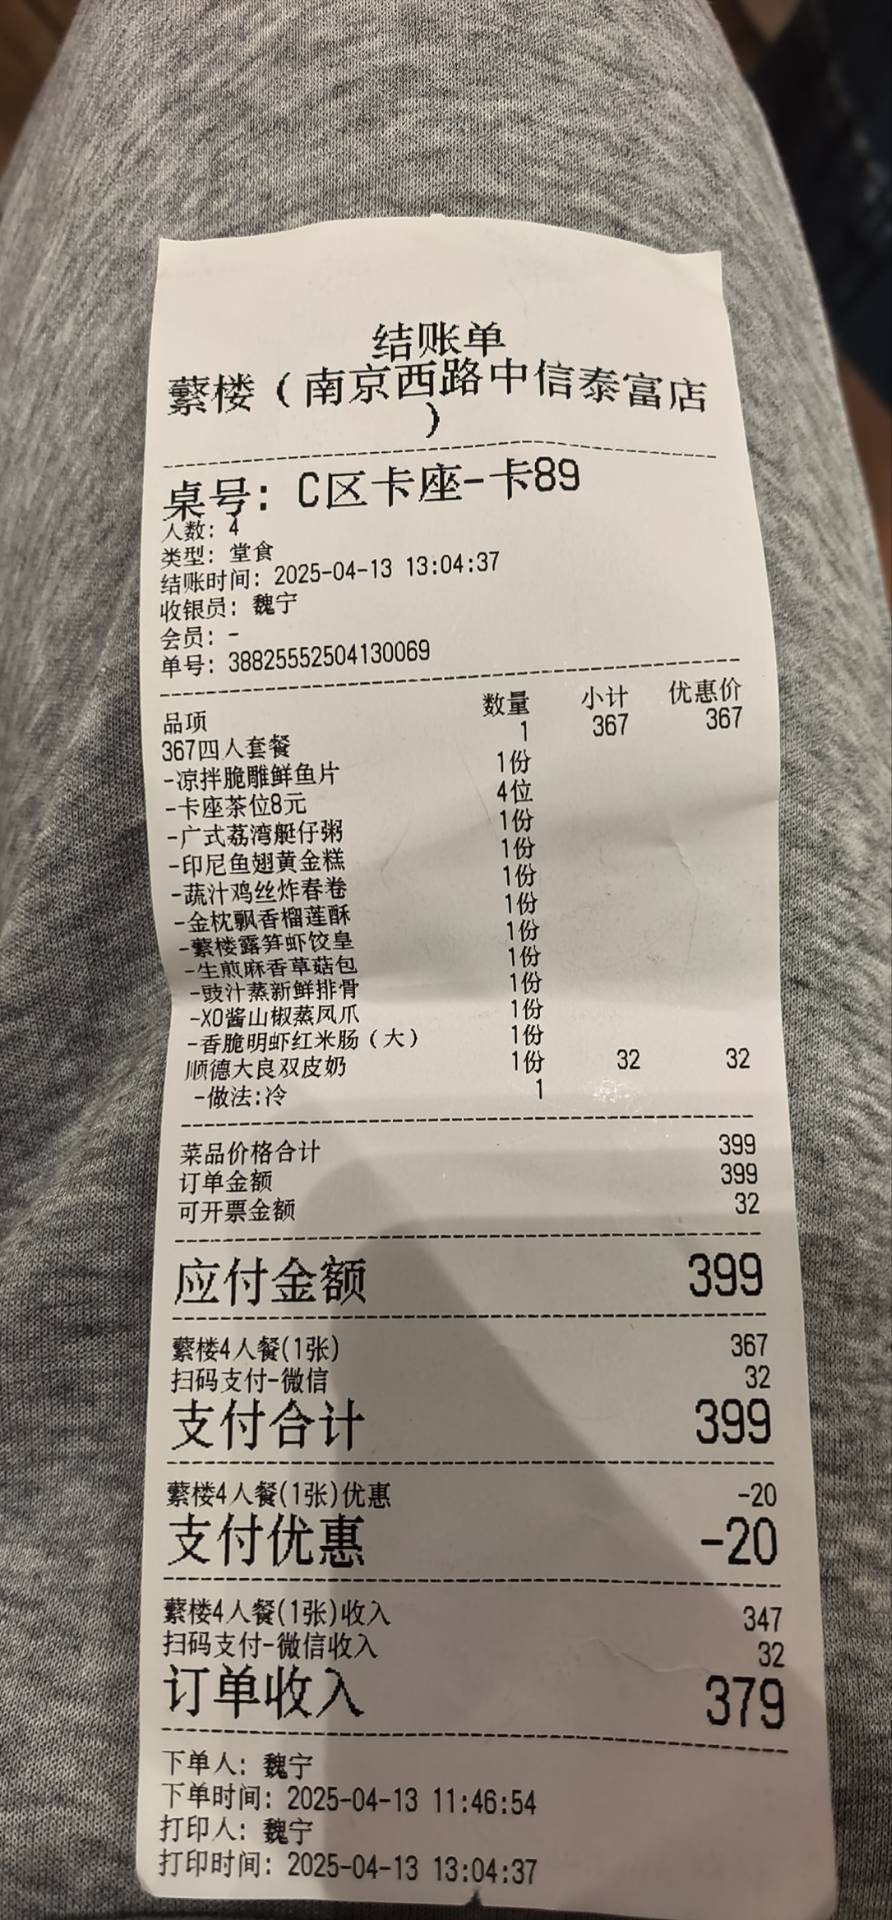 结账单
蘩楼（南京西路中信泰富店
）
桌号：C区卡座-卡89
人数：4
类型：堂食
结账时间：2025-04-13 13:04:37
收银员：魏宁
会员：-
单号：38825552504130069
品项 数量 小计 优惠价
367四人套餐 1 367 367
-凉拌脆雕鲜鱼片 1份
-卡座茶位8元 4位
-广式荔湾艇仔粥 1份
-印尼鱼翅黄金糕 1份
-蔬汁鸡丝炸春卷 1份
-金枕飘香榴莲酥 1份
-蘩楼露笋虾饺皇 1份
-生煎麻香草菇包 1份
-豉汁蒸新鲜排骨 1份
-XO酱山椒蒸凤爪 1份
-香脆明虾红米肠（大） 1份
顺德大良双皮奶 1份 32 32
-做法:冷 1
菜品价格合计 399
订单金额 399
可开票金额 32
应付金额 399
蘩楼4人餐(1张) 367
扫码支付-微信 32
支付合计 399
蘩楼4人餐(1张)优惠 -20
支付优惠 -20
蘩楼4人餐(1张)收入 347
扫码支付-微信收入 32
订单收入 379
下单人：魏宁
下单时间：2025-04-13 11:46:54
打印人：魏宁
打印时间：2025-04-13 13:04:37